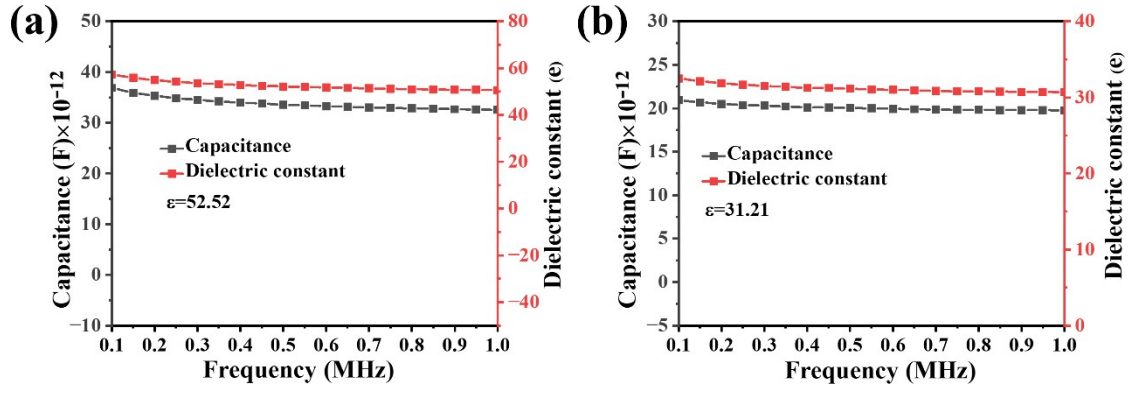 (a)
50
40
30
20
10
0
−10
Capacitance (F)×10⁻¹²
80
60
40
20
0
−20
−40
Dielectric constant (e)
Capacitance
Dielectric constant
ε=52.52
0.1 0.2 0.3 0.4 0.5 0.6 0.7 0.8 0.9 1.0
Frequency (MHz)
(b)
30
25
20
15
10
5
0
−5
Capacitance (F)×10⁻¹²
40
30
20
10
0
Dielectric constant (e)
Capacitance
Dielectric constant
ε=31.21
0.1 0.2 0.3 0.4 0.5 0.6 0.7 0.8 0.9 1.0
Frequency (MHz)